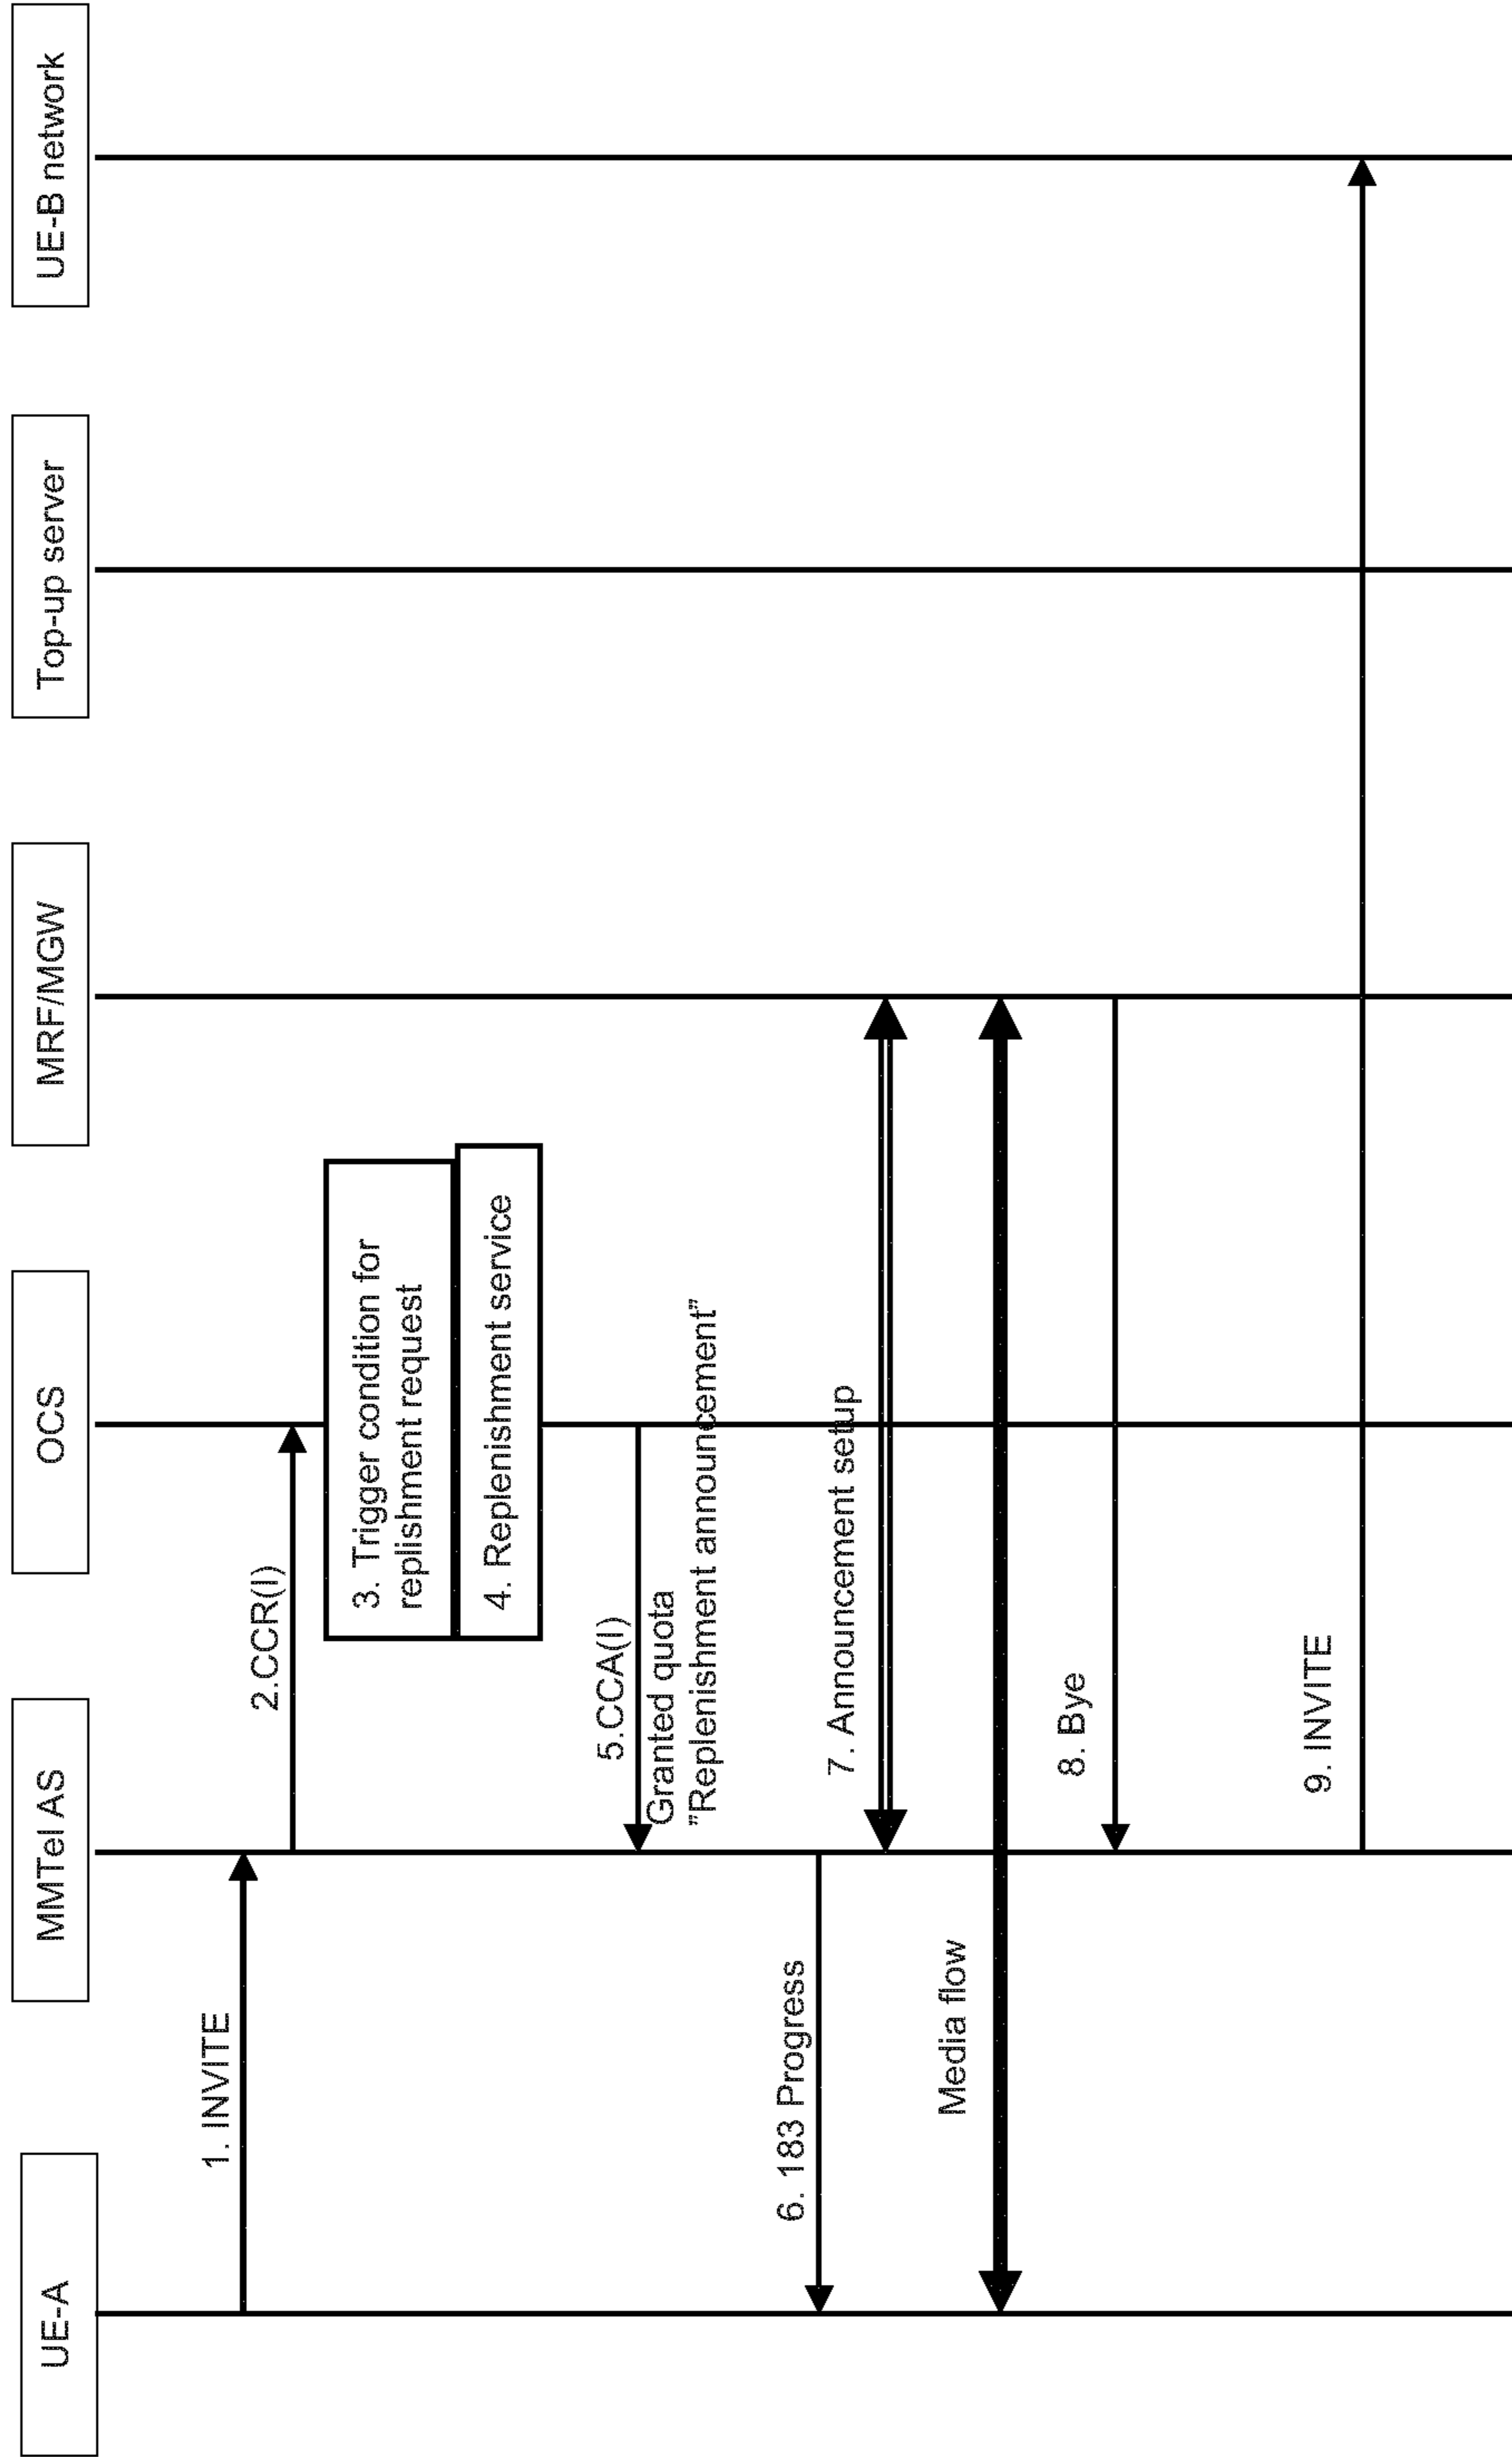 UE-A
MMTel AS
OCS
MRF/MGW
Top-up server
UE-B network
1. INVITE
2.CCR(I)
3. Trigger condition for
replishment request
4. Replenishment service
5.CCA(I)
Granted quota
”Replenishment announcement”
6. 183 Progress
7. Announcement setup
Media flow
8. Bye
9. INVITE